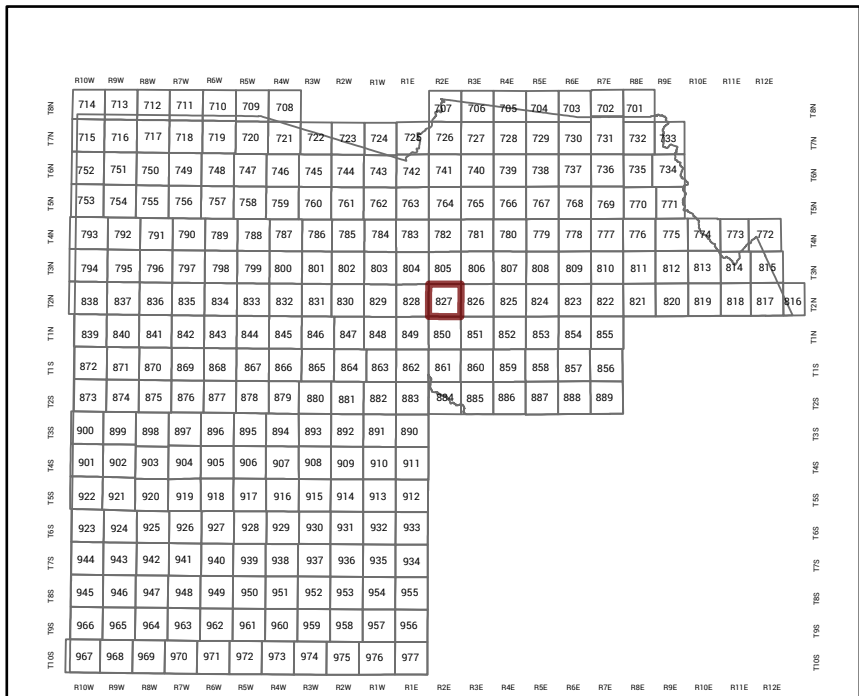 R10W R9W R8W R7W R6W R5W R4W R3W R2W R1W R1E R2E R3E R4E R5E R6E R7E R8E R9E R10E R11E R12E
T8N 714 713 712 711 710 709 708 707 706 705 704 703 702 701 T8N
T7N 715 716 717 718 719 720 721 722 723 724 725 726 727 728 729 730 731 732 733 T7N
T6N 752 751 750 749 748 747 746 745 744 743 742 741 740 739 738 737 736 735 734 T6N
T5N 753 754 755 756 757 758 759 760 761 762 763 764 765 766 767 768 769 770 771 T5N
T4N 793 792 791 790 789 788 787 786 785 784 783 782 781 780 779 778 777 776 775 774 773 772 T4N
T3N 794 795 796 797 798 799 800 801 802 803 804 805 806 807 808 809 810 811 812 813 814 815 T3N
T2N 838 837 836 835 834 833 832 831 830 829 828 827 826 825 824 823 822 821 820 819 818 817 816 T2N
T1N 839 840 841 842 843 844 845 846 847 848 849 850 851 852 853 854 855 T1N
T1S 872 871 870 869 868 867 866 865 864 863 862 861 860 859 858 857 856 T1S
T2S 873 874 875 876 877 878 879 880 881 882 883 884 885 886 887 888 889 T2S
T3S 900 899 898 897 896 895 894 893 892 891 890 T3S
T4S 901 902 903 904 905 906 907 908 909 910 911 T4S
T5S 922 921 920 919 918 917 916 915 914 913 912 T5S
T6S 923 924 925 926 927 928 929 930 931 932 933 T6S
T7S 944 943 942 941 940 939 938 937 936 935 934 T7S
T8S 945 946 947 948 949 950 951 952 953 954 955 T8S
T9S 966 965 964 963 962 961 960 959 958 957 956 T9S
T10S 967 968 969 970 971 972 973 974 975 976 977 T10S
R10W R9W R8W R7W R6W R5W R4W R3W R2W R1W R1E R2E R3E R4E R5E R6E R7E R8E R9E R10E R11E R12E